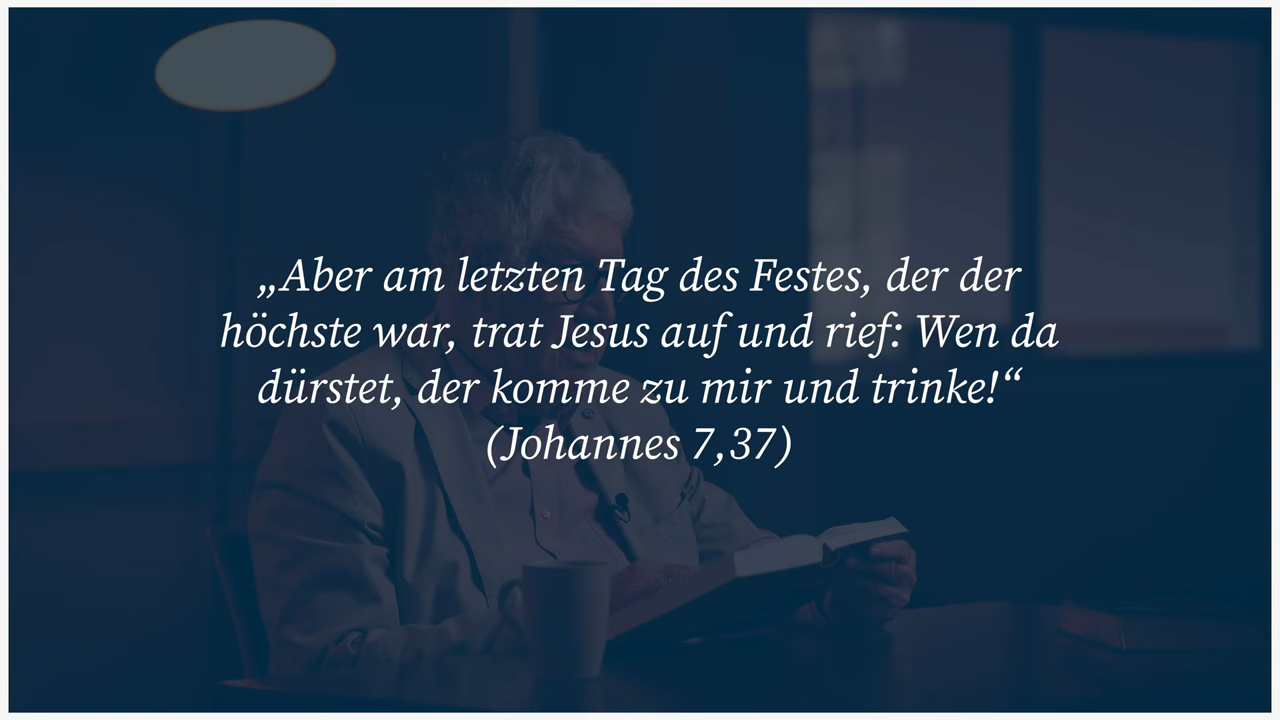 „Aber am letzten Tag des Festes, der der
höchste war, trat Jesus auf und rief: Wen da
dürstet, der komme zu mir und trinke!“
(Johannes 7,37)